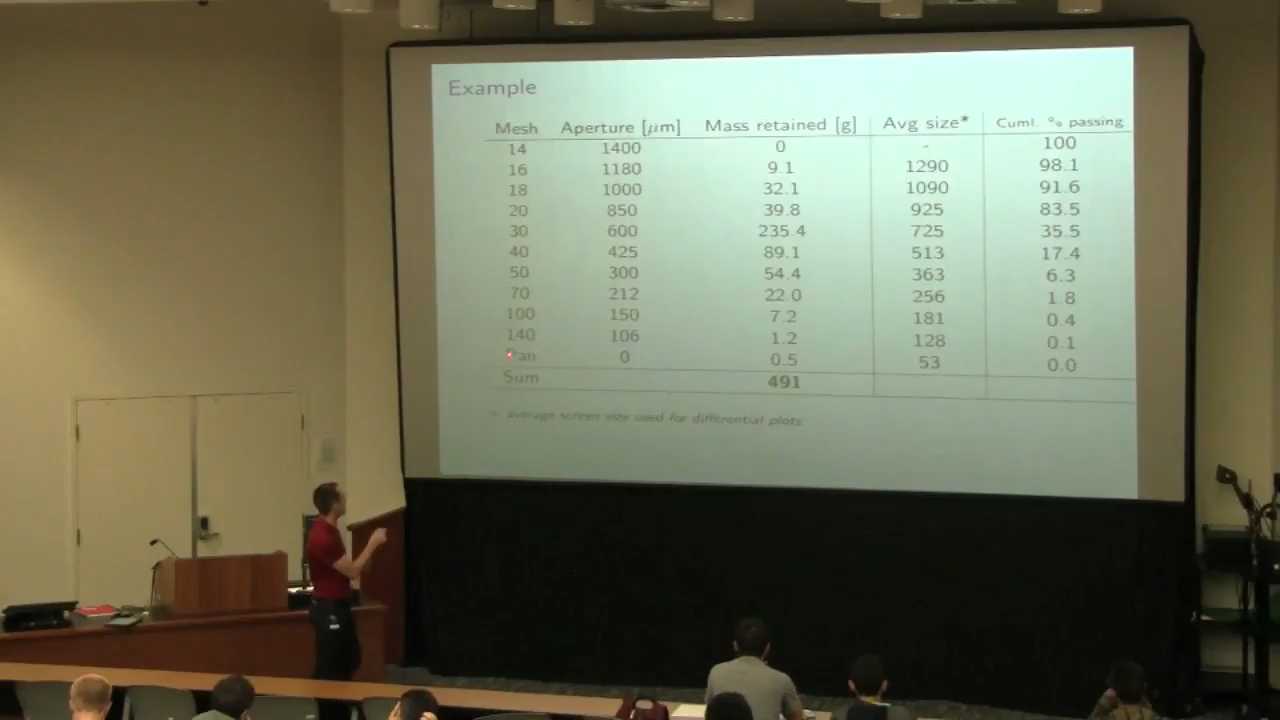 Example
Mesh Aperture [μm] Mass retained [g] Avg size* Cuml. % passing
14 1400 0 - 100
16 1180 9.1 1290 98.1
18 1000 32.1 1090 91.6
20 850 39.8 925 83.5
30 600 235.4 725 35.5
40 425 89.1 513 17.4
50 300 54.4 363 6.3
70 212 22.0 256 1.8
100 150 7.2 181 0.4
140 106 1.2 128 0.1
Pan 0 0.5 53 0.0
Sum 491
* average screen size used for differential plots